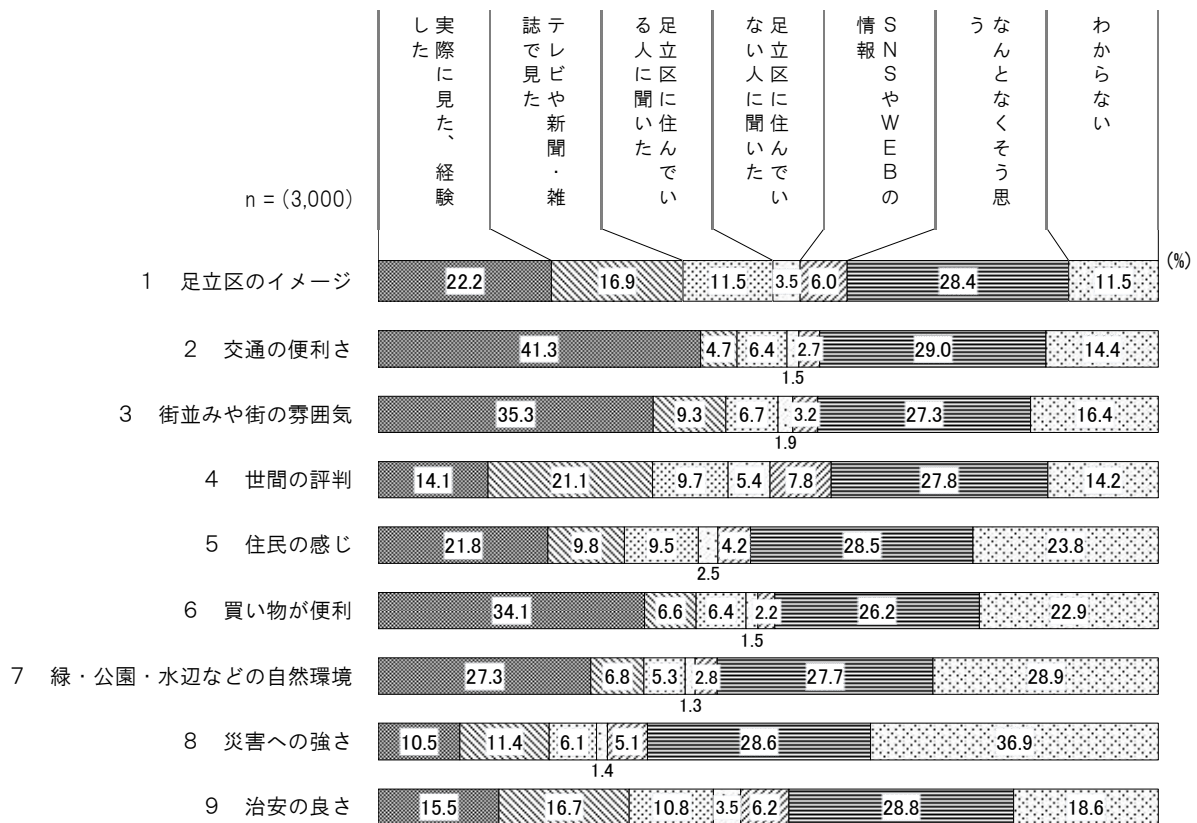 実際に見た、経験
した
テレビや新聞・雑
誌で見た
足立区に住んでい
る人に聞いた
足立区に住んでい
ない人に聞いた
SNSやWEBの
情報
なんとなくそう思
う
わからない
n = (3,000)
(%)
1 足立区のイメージ 22.2 16.9 11.5 3.5 6.0 28.4 11.5
2 交通の便利さ 41.3 4.7 6.4 2.7 29.0 14.4
1.5
3 街並みや街の雰囲気 35.3 9.3 6.7 3.2 27.3 16.4
1.9
4 世間の評判 14.1 21.1 9.7 5.4 7.8 27.8 14.2
5 住民の感じ 21.8 9.8 9.5 4.2 28.5 23.8
2.5
6 買い物が便利 34.1 6.6 6.4 2.2 26.2 22.9
1.5
7 緑・公園・水辺などの自然環境 27.3 6.8 5.3 2.8 27.7 28.9
1.3
8 災害への強さ 10.5 11.4 6.1 5.1 28.6 36.9
1.4
9 治安の良さ 15.5 16.7 10.8 3.5 6.2 28.8 18.6